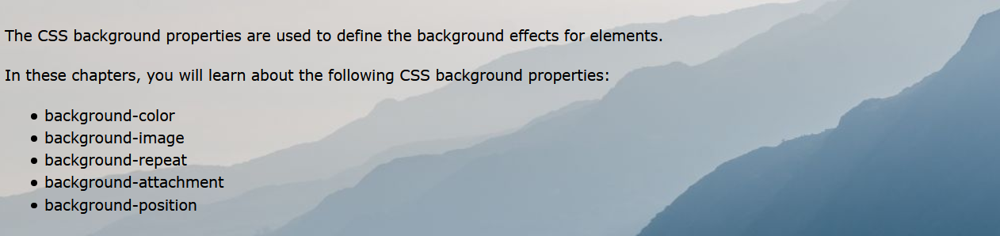 The CSS background properties are used to define the background effects for elements.
In these chapters, you will learn about the following CSS background properties:
• background-color
• background-image
• background-repeat
• background-attachment
• background-position